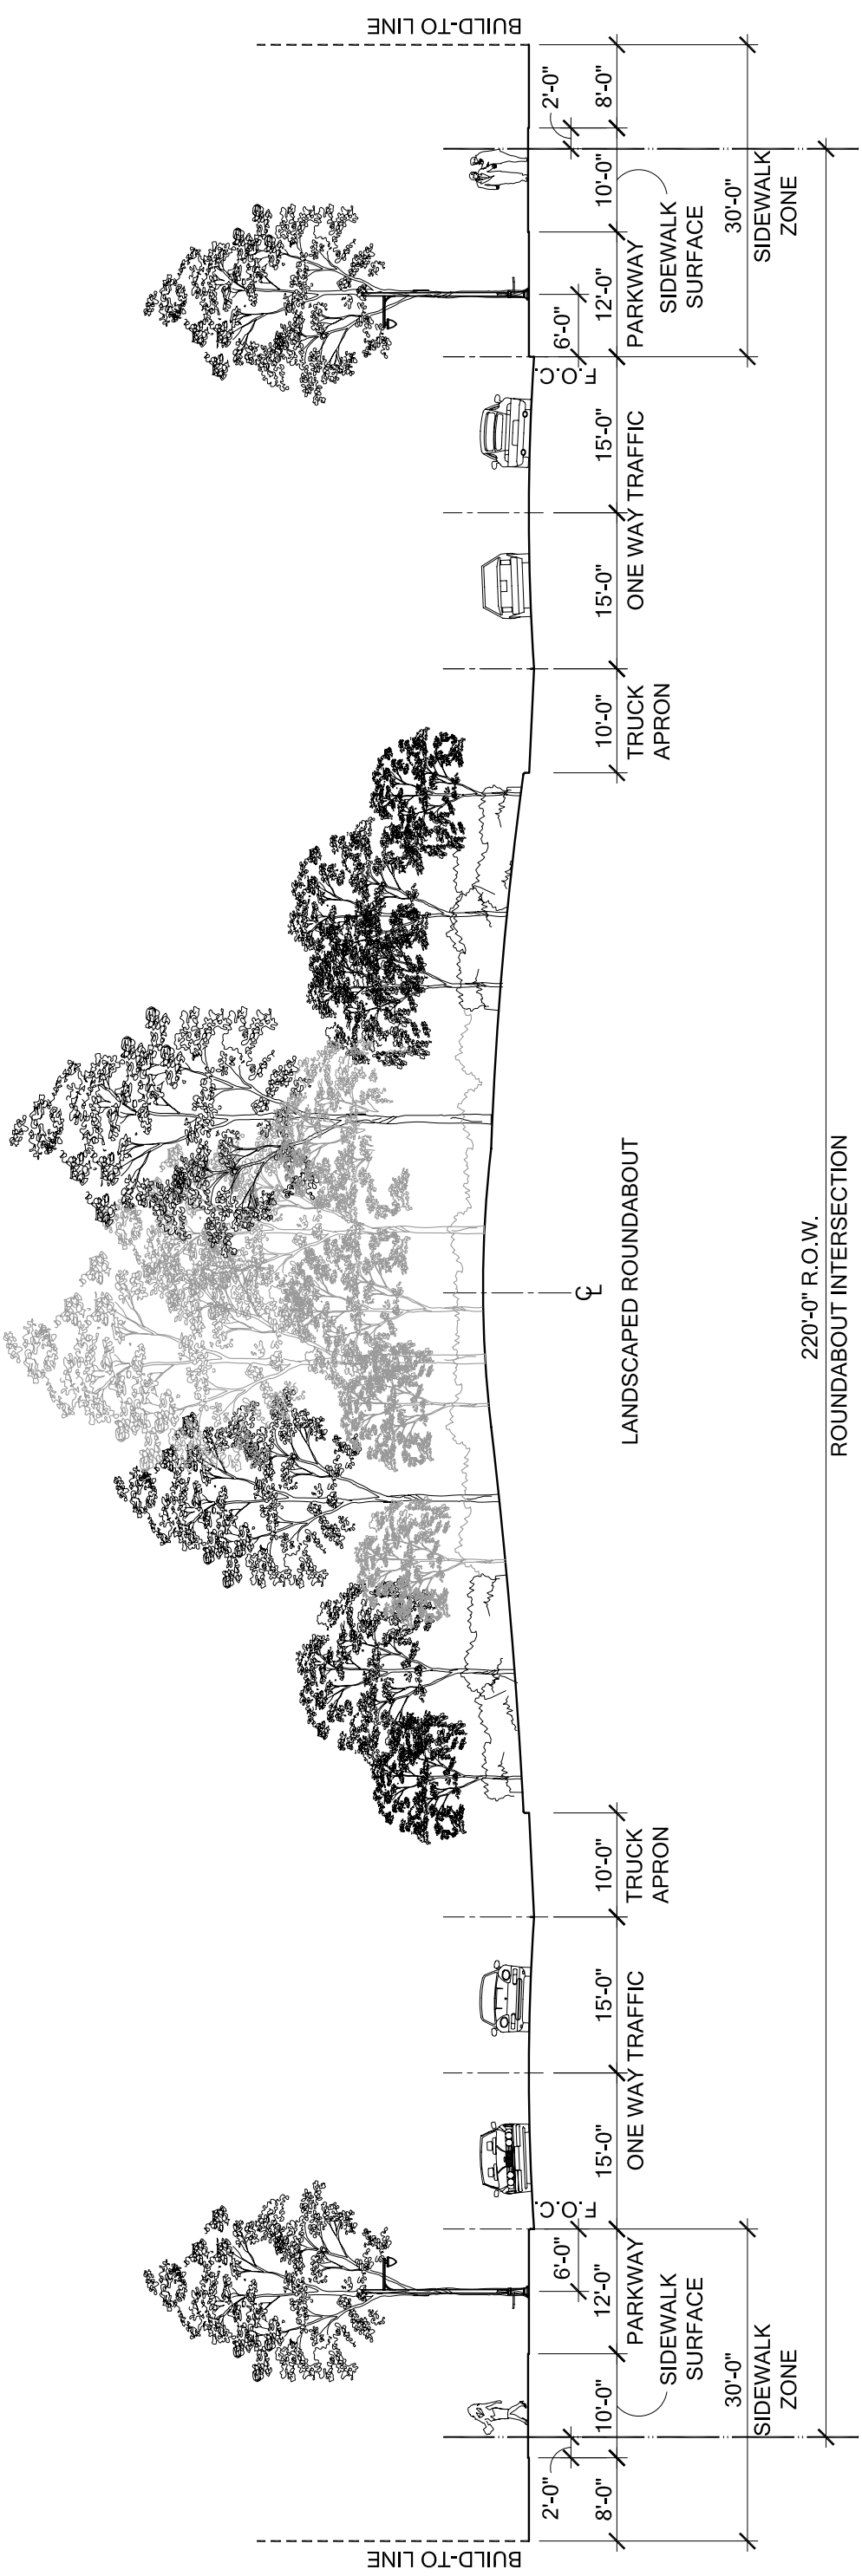 BUILD-TO LINE
BUILD-TO LINE
8'-0"
2'-0"
10'-0"
12'-0"
6'-0"
F.O.C.
15'-0"
15'-0"
10'-0"
10'-0"
15'-0"
15'-0"
F.O.C.
6'-0"
12'-0"
10'-0"
2'-0"
8'-0"
PARKWAY
SIDEWALK
SURFACE
ONE WAY TRAFFIC
TRUCK
APRON
CL
LANDSCAPED ROUNDABOUT
TRUCK
APRON
ONE WAY TRAFFIC
PARKWAY
SIDEWALK
SURFACE
30'-0"
SIDEWALK
ZONE
30'-0"
SIDEWALK
ZONE
220'-0" R.O.W.
ROUNDABOUT INTERSECTION